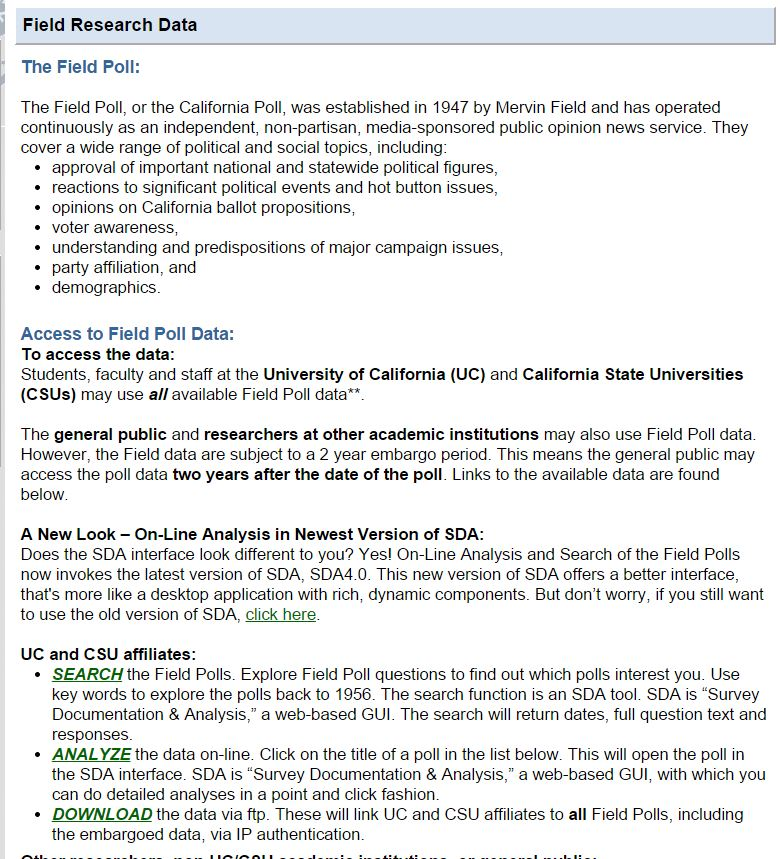 Field Research Data
The Field Poll:
The Field Poll, or the California Poll, was established in 1947 by Mervin Field and has operated
continuously as an independent, non-partisan, media-sponsored public opinion news service. They
cover a wide range of political and social topics, including:
• approval of important national and statewide political figures,
• reactions to significant political events and hot button issues,
• opinions on California ballot propositions,
• voter awareness,
• understanding and predispositions of major campaign issues,
• party affiliation, and
• demographics.
Access to Field Poll Data:
To access the data:
Students, faculty and staff at the University of California (UC) and California State Universities
(CSUs) may use all available Field Poll data**.
The general public and researchers at other academic institutions may also use Field Poll data.
However, the Field data are subject to a 2 year embargo period. This means the general public may
access the poll data two years after the date of the poll. Links to the available data are found
below.
A New Look – On-Line Analysis in Newest Version of SDA:
Does the SDA interface look different to you? Yes! On-Line Analysis and Search of the Field Polls
now invokes the latest version of SDA, SDA4.0. This new version of SDA offers a better interface,
that's more like a desktop application with rich, dynamic components. But don’t worry, if you still want
to use the old version of SDA, click here.
UC and CSU affiliates:
• SEARCH the Field Polls. Explore Field Poll questions to find out which polls interest you. Use
key words to explore the polls back to 1956. The search function is an SDA tool. SDA is “Survey
Documentation & Analysis,” a web-based GUI. The search will return dates, full question text and
responses.
• ANALYZE the data on-line. Click on the title of a poll in the list below. This will open the poll in
the SDA interface. SDA is “Survey Documentation & Analysis,” a web-based GUI, with which you
can do detailed analyses in a point and click fashion.
• DOWNLOAD the data via ftp. These will link UC and CSU affiliates to all Field Polls, including
the embargoed data, via IP authentication.
Other researchers, non-UC/CSU academic institutions, or general public: